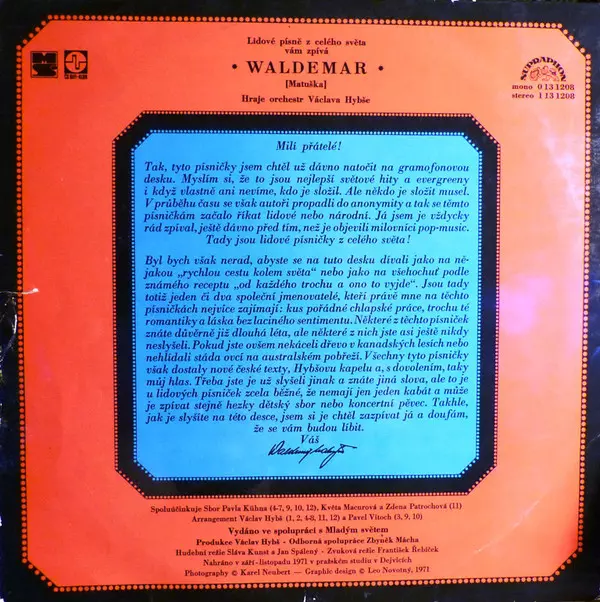 Lidové písně z celého světa
vám zpívá
• WALDEMAR •
[Matuška]
Hraje orchestr Václava Hybše
SUPRAPHON
mono 0 13 1208
stereo 1 13 1208
Milí přátelé!
Tak, tyto písničky jsem chtěl už dávno natočit na gramofonovou
desku. Myslím si, že to jsou nejlepší světové hity a evergreeny
i když vlastně ani nevíme, kdo je složil. Ale někdo je složit musel.
V průběhu času se však autoři propadli do anonymity a tak se těmto
písničkám začalo říkat lidové nebo národní. Já jsem je vždycky
rád zpíval, ještě dávno před tím, než je objevili milovníci pop-music.
Tady jsou lidové písničky z celého světa!
Byl bych však nerad, abyste se na tuto desku dívali jako na ně-
jakou „rychlou cestu kolem světa“ nebo jako na všehochuť podle
známého receptu „od každého trochu a ono to vyjde“. Jsou tady
totiž jeden či dva společní jmenovatelé, kteří právě mne na těchto
písničkách nejvíce zajímají: kus pořádné chlapské práce, trochu té
romantiky a láska bez laciného sentimentu. Některé z těchto písniček
znáte důvěrně již dlouhá léta, ale některé z nich jste asi ještě nikdy
neslyšeli. Pokud jste ovšem nekáceli dřevo v kanadských lesích nebo
nehlídali stáda ovcí na australském pobřeží. Všechny tyto písničky
však dostaly nové české texty, Hybšovu kapelu a, s dovolením, taky
můj hlas. Třeba jste je už slyšeli jinak a znáte jiná slova, ale to je
u lidových písniček zcela běžné, že nemají jen jeden kabát a může
je zpívat stejně hezky dětský sbor nebo koncertní pěvec. Takhle,
jak je slyšíte na této desce, jsem si je chtěl zazpívat já a doufám,
že se vám budou líbit.
Váš
Spoluúčinkuje Sbor Pavla Kühna (4-7, 9, 10, 12), Květa Macurová a Zdena Patrochová (11)
Arrangement Václav Hybš (1, 2, 4-8, 11, 12) a Pavel Vitoch (3, 9, 10)
Vydáno ve spolupráci s Mladým světem
Produkce Václav Hybš – Odborná spolupráce Zbyněk Mácha
Hudební režie Sláva Kunst a Jan Spálený – Zvuková režie František Řebíček
Nahráno v září-listopadu 1971 v pražském studiu v Dejvicích
Photography © Karel Neubert – Graphic design © Leo Novotný, 1971